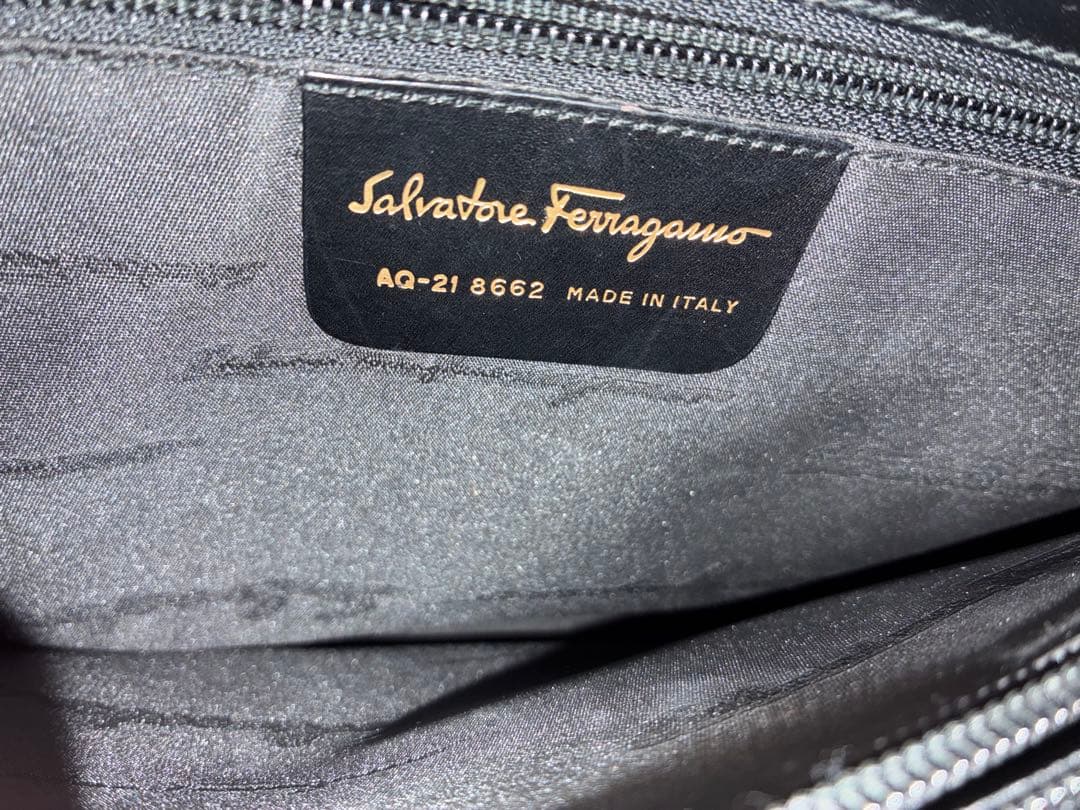 Salvatore Ferragamo
AQ-21 8662 MADE IN ITALY